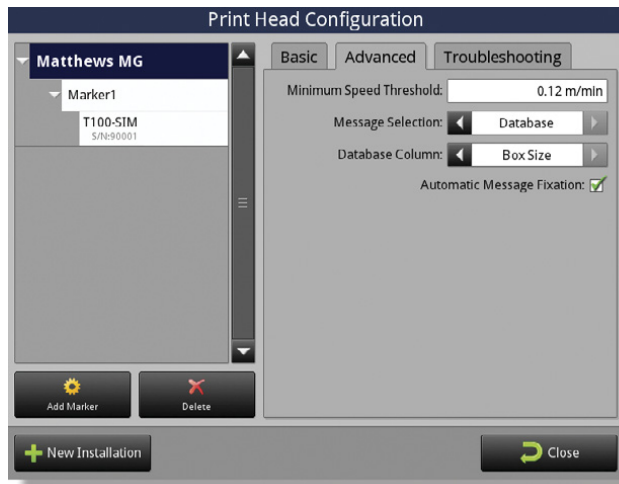 Print Head Configuration
Matthews MG
Marker1
T100-SIM
S/N:90001
Add Marker
Delete
Basic
Advanced
Troubleshooting
Minimum Speed Threshold: 0.12 m/min
Message Selection: Database
Database Column: Box Size
Automatic Message Fixation:
New Installation
Close